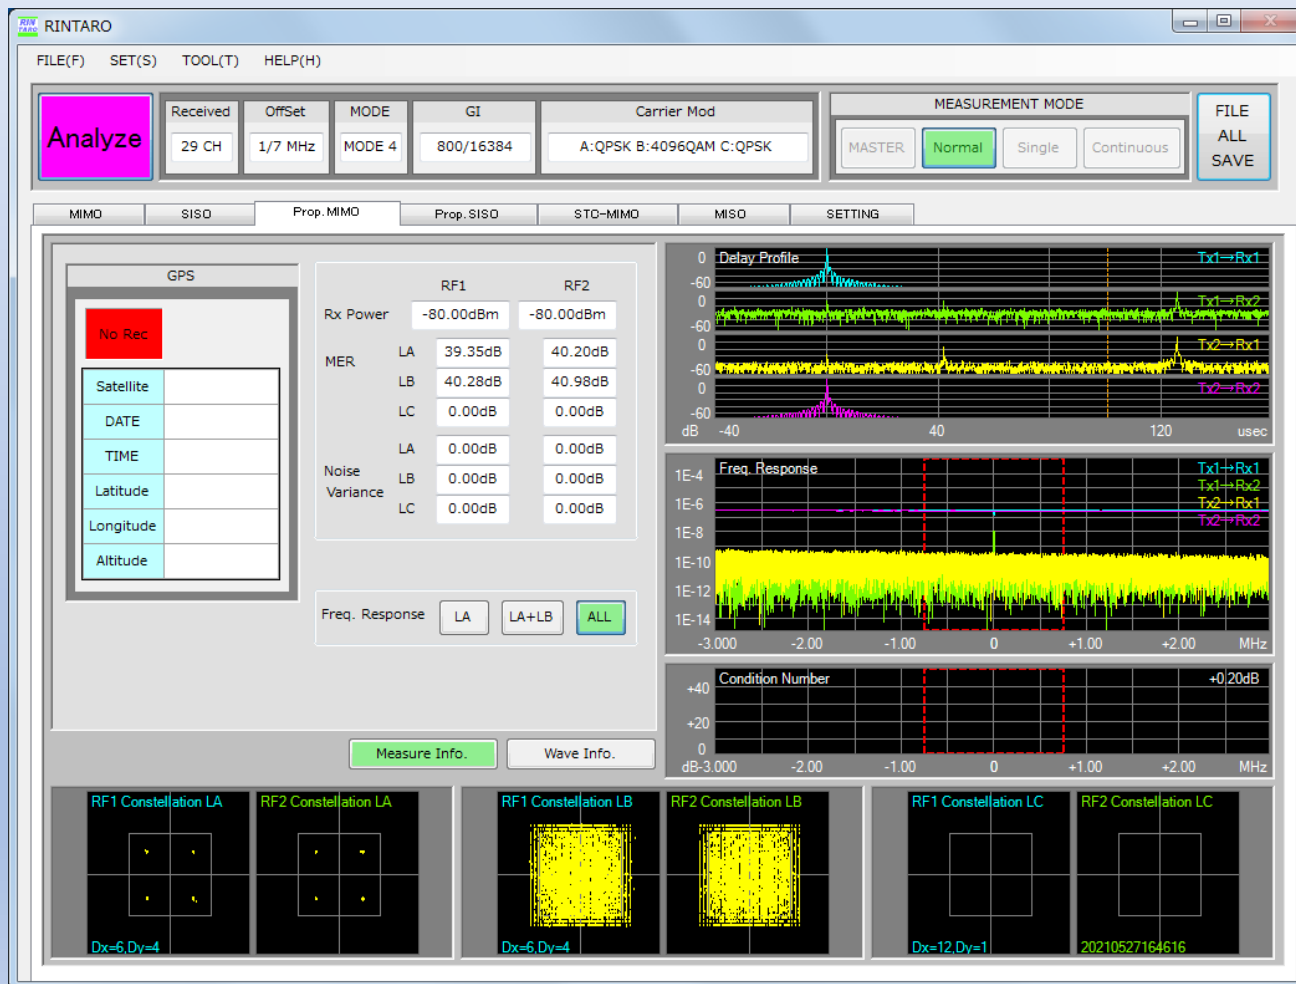 RINTARO
FILE(F) SET(S) TOOL(T) HELP(H)
Analyze
Received OffSet MODE GI Carrier Mod
29 CH 1/7 MHz MODE 4 800/16384 A:QPSK B:4096QAM C:QPSK
MEASUREMENT MODE
MASTER Normal Single Continuous
FILE
ALL
SAVE
MIMO SISO Prop.MIMO Prop.SISO STC-MIMO MISO SETTING
GPS
No Rec
Satellite
DATE
TIME
Latitude
Longitude
Altitude
RF1 RF2
Rx Power -80.00dBm -80.00dBm
MER
LA 39.35dB 40.20dB
LB 40.28dB 40.98dB
LC 0.00dB 0.00dB
Noise
Variance
LA 0.00dB 0.00dB
LB 0.00dB 0.00dB
LC 0.00dB 0.00dB
Freq. Response LA LA+LB ALL
Measure Info. Wave Info.
0 Delay Profile Tx1→Rx1
-60
0 Tx1→Rx2
-60
0 Tx2→Rx1
-60
0 Tx2→Rx2
-60
dB -40 40 120 usec
Freq. Response Tx1→Rx1
1E-4 Tx1→Rx2
1E-6 Tx2→Rx1
Tx2→Rx2
1E-8
1E-10
1E-12
1E-14
-3.000 -2.00 -1.00 0 +1.00 +2.00 MHz
Condition Number +0.20dB
+40
+20
0
dB-3.000 -2.00 -1.00 0 +1.00 +2.00 MHz
RF1 Constellation LA RF2 Constellation LA
Dx=6,Dy=4
RF1 Constellation LB RF2 Constellation LB
Dx=6,Dy=4
RF1 Constellation LC RF2 Constellation LC
Dx=12,Dy=1 20210527164616